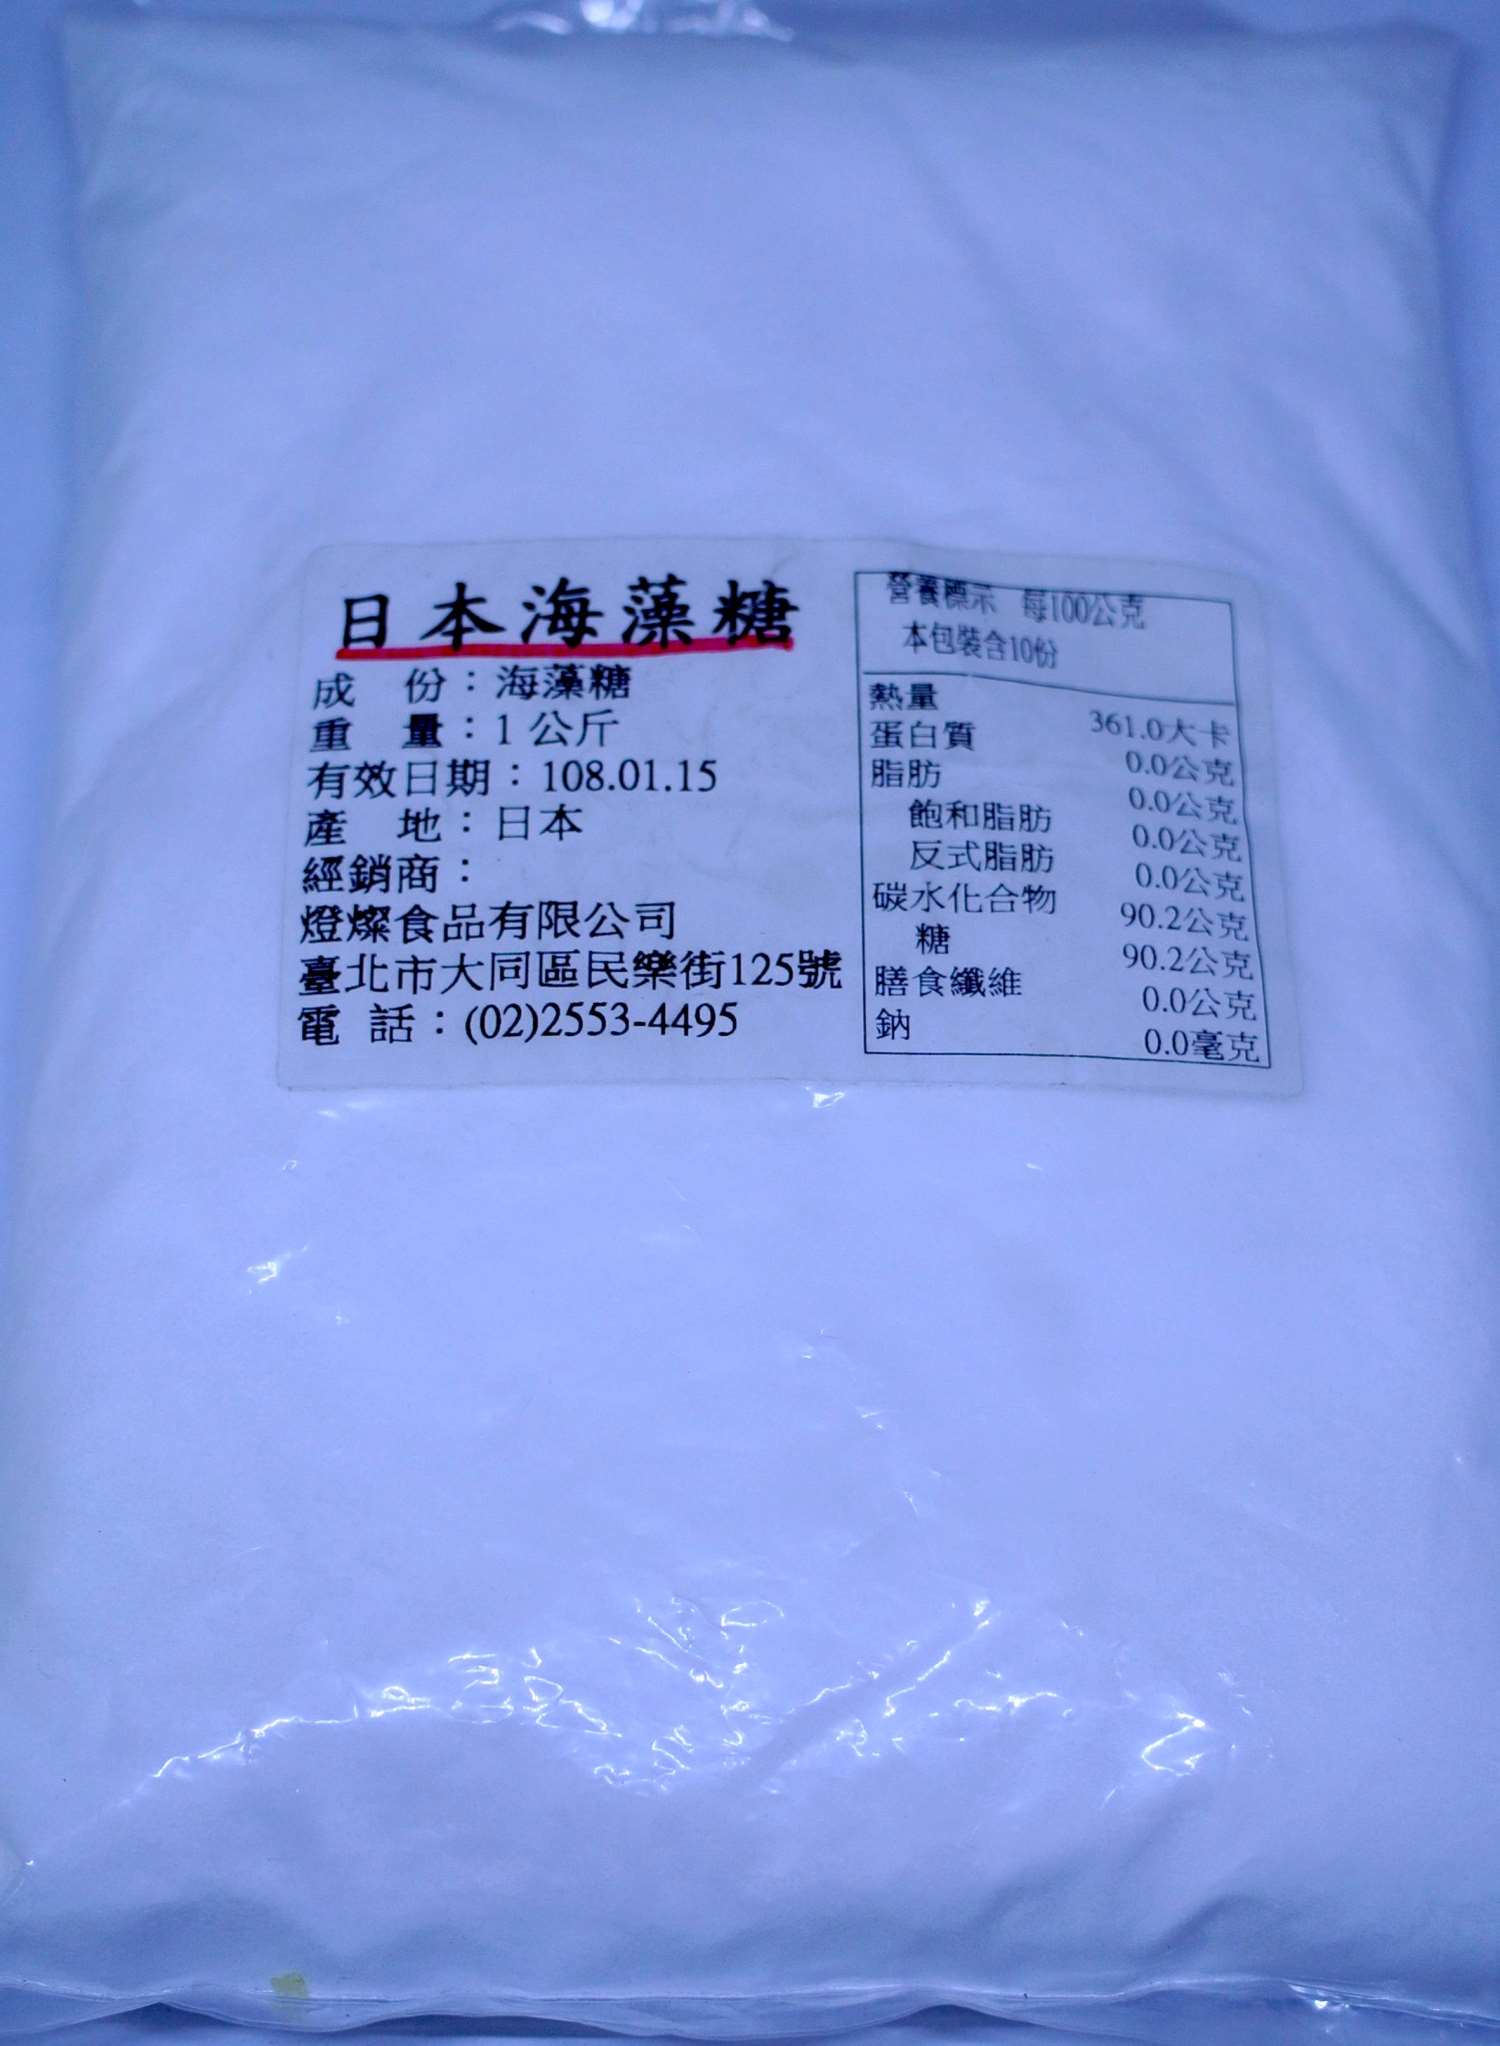 日本海藻糖
成 份：海藻糖
重 量：1 公斤
有效日期：108.01.15
產 地：日本
經銷商：
燈燦食品有限公司
臺北市大同區民樂街125號
電 話：(02)2553-4495
營養標示 每100公克
本包裝含10份
熱量 361.0大卡
蛋白質 0.0公克
脂肪 0.0公克
飽和脂肪 0.0公克
反式脂肪 0.0公克
碳水化合物 90.2公克
糖 90.2公克
膳食纖維 0.0公克
鈉 0.0毫克